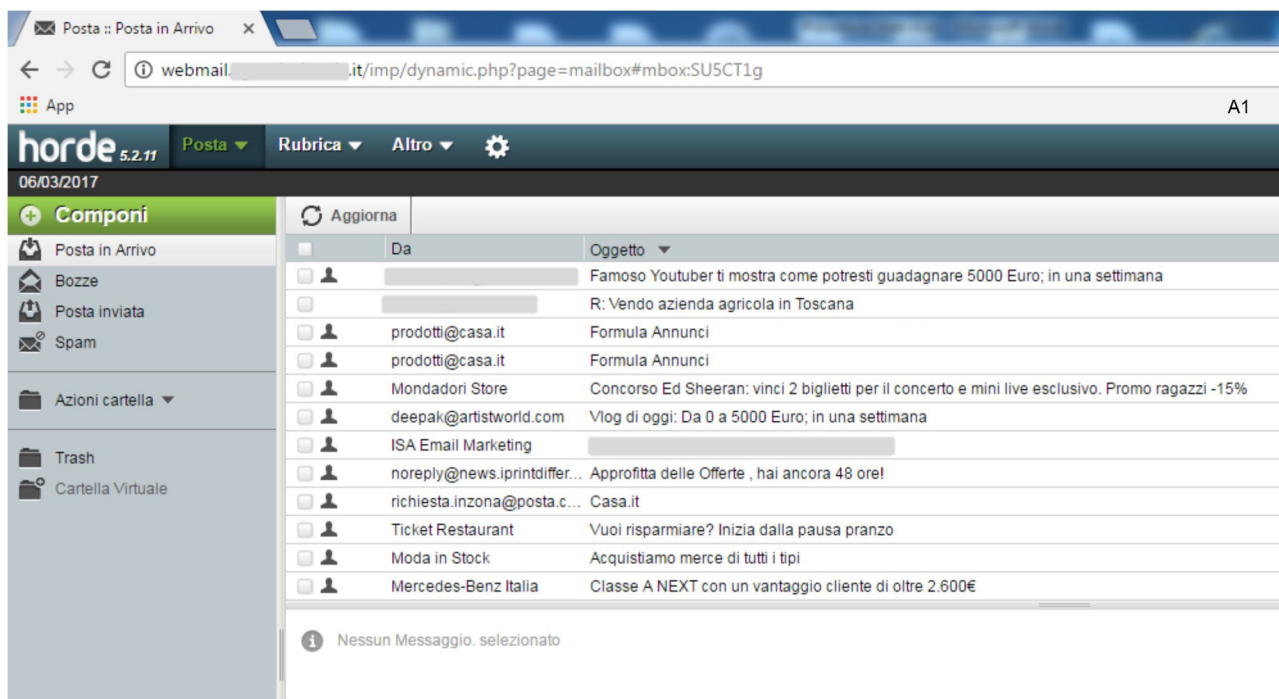 Posta :: Posta in Arrivo
webmail. .it/imp/dynamic.php?page=mailbox#mbox:SU5CT1g
App
A1
horde 5.2.11 Posta Rubrica Altro
06/03/2017
Componi Aggiorna
Posta in Arrivo Da Oggetto
Bozze Famoso Youtuber ti mostra come potresti guadagnare 5000 Euro; in una settimana
Posta inviata R: Vendo azienda agricola in Toscana
Spam prodotti@casa.it Formula Annunci
prodotti@casa.it Formula Annunci
Azioni cartella Mondadori Store Concorso Ed Sheeran: vinci 2 biglietti per il concerto e mini live esclusivo. Promo ragazzi -15%
deepak@artistworld.com Vlog di oggi: Da 0 a 5000 Euro; in una settimana
Trash ISA Email Marketing
Cartella Virtuale noreply@news.iprintdiffer... Approfitta delle Offerte , hai ancora 48 ore!
richiesta.inzona@posta.c... Casa.it
Ticket Restaurant Vuoi risparmiare? Inizia dalla pausa pranzo
Moda in Stock Acquistiamo merce di tutti i tipi
Mercedes-Benz Italia Classe A NEXT con un vantaggio cliente di oltre 2.600€
Nessun Messaggio. selezionato